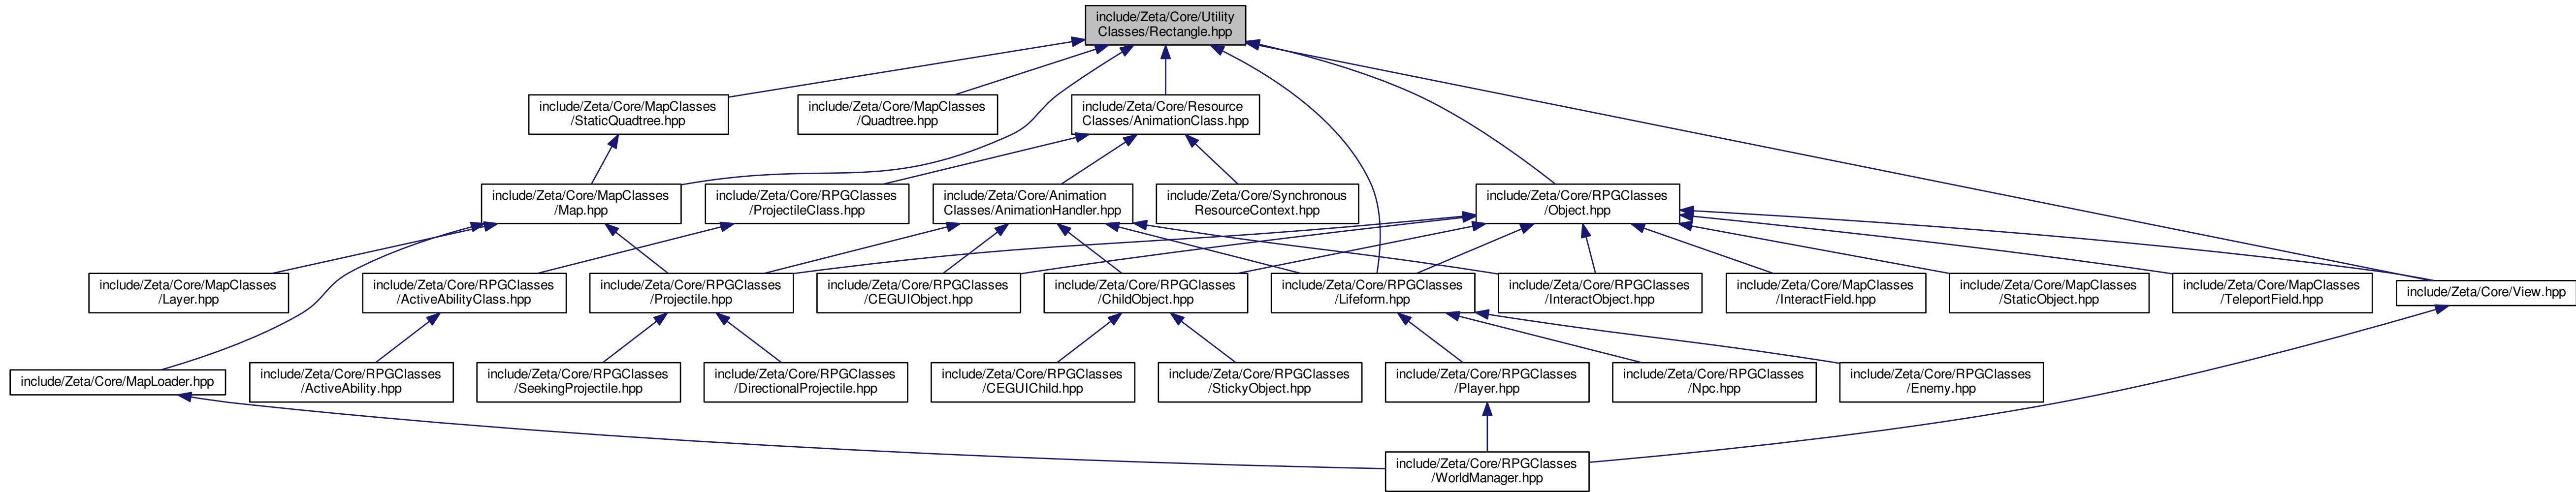 include/Zeta/Core/Utility
Classes/Rectangle.hpp
include/Zeta/Core/MapClasses
/StaticQuadtree.hpp
include/Zeta/Core/MapClasses
/Quadtree.hpp
include/Zeta/Core/Resource
Classes/AnimationClass.hpp
include/Zeta/Core/MapClasses
/Map.hpp
include/Zeta/Core/RPGClasses
/ProjectileClass.hpp
include/Zeta/Core/Animation
Classes/AnimationHandler.hpp
include/Zeta/Core/Synchronous
ResourceContext.hpp
include/Zeta/Core/RPGClasses
/Object.hpp
include/Zeta/Core/MapClasses
/Layer.hpp
include/Zeta/Core/RPGClasses
/ActiveAbilityClass.hpp
include/Zeta/Core/RPGClasses
/Projectile.hpp
include/Zeta/Core/RPGClasses
/CEGUIObject.hpp
include/Zeta/Core/RPGClasses
/ChildObject.hpp
include/Zeta/Core/RPGClasses
/Lifeform.hpp
include/Zeta/Core/RPGClasses
/InteractObject.hpp
include/Zeta/Core/MapClasses
/InteractField.hpp
include/Zeta/Core/MapClasses
/StaticObject.hpp
include/Zeta/Core/MapClasses
/TeleportField.hpp
include/Zeta/Core/View.hpp
include/Zeta/Core/MapLoader.hpp
include/Zeta/Core/RPGClasses
/ActiveAbility.hpp
include/Zeta/Core/RPGClasses
/SeekingProjectile.hpp
include/Zeta/Core/RPGClasses
/DirectionalProjectile.hpp
include/Zeta/Core/RPGClasses
/CEGUIChild.hpp
include/Zeta/Core/RPGClasses
/StickyObject.hpp
include/Zeta/Core/RPGClasses
/Player.hpp
include/Zeta/Core/RPGClasses
/Npc.hpp
include/Zeta/Core/RPGClasses
/Enemy.hpp
include/Zeta/Core/RPGClasses
/WorldManager.hpp